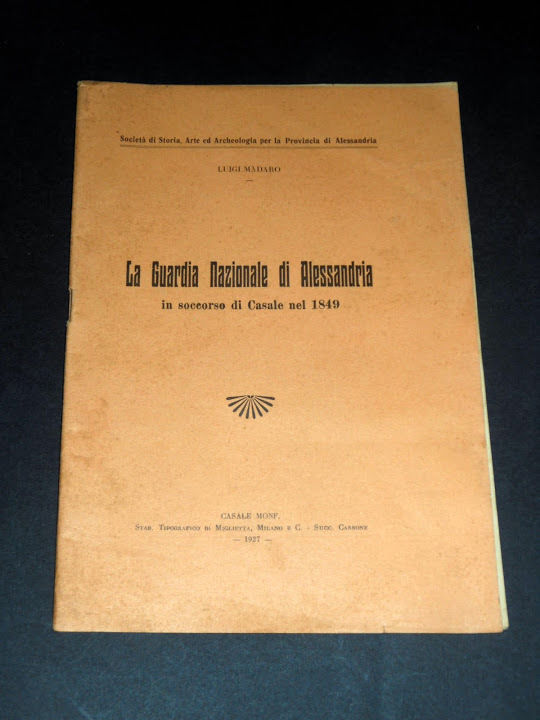 Società di Storia, Arte ed Archeologia per la Provincia di Alessandria
LUIGI MADARO
La Guardia Nazionale di Alessandria
in soccorso di Casale nel 1849
CASALE MONF.
Stab. Tipografico di Miglietta, Milano e C. - Succ. Cassone
— 1927 —